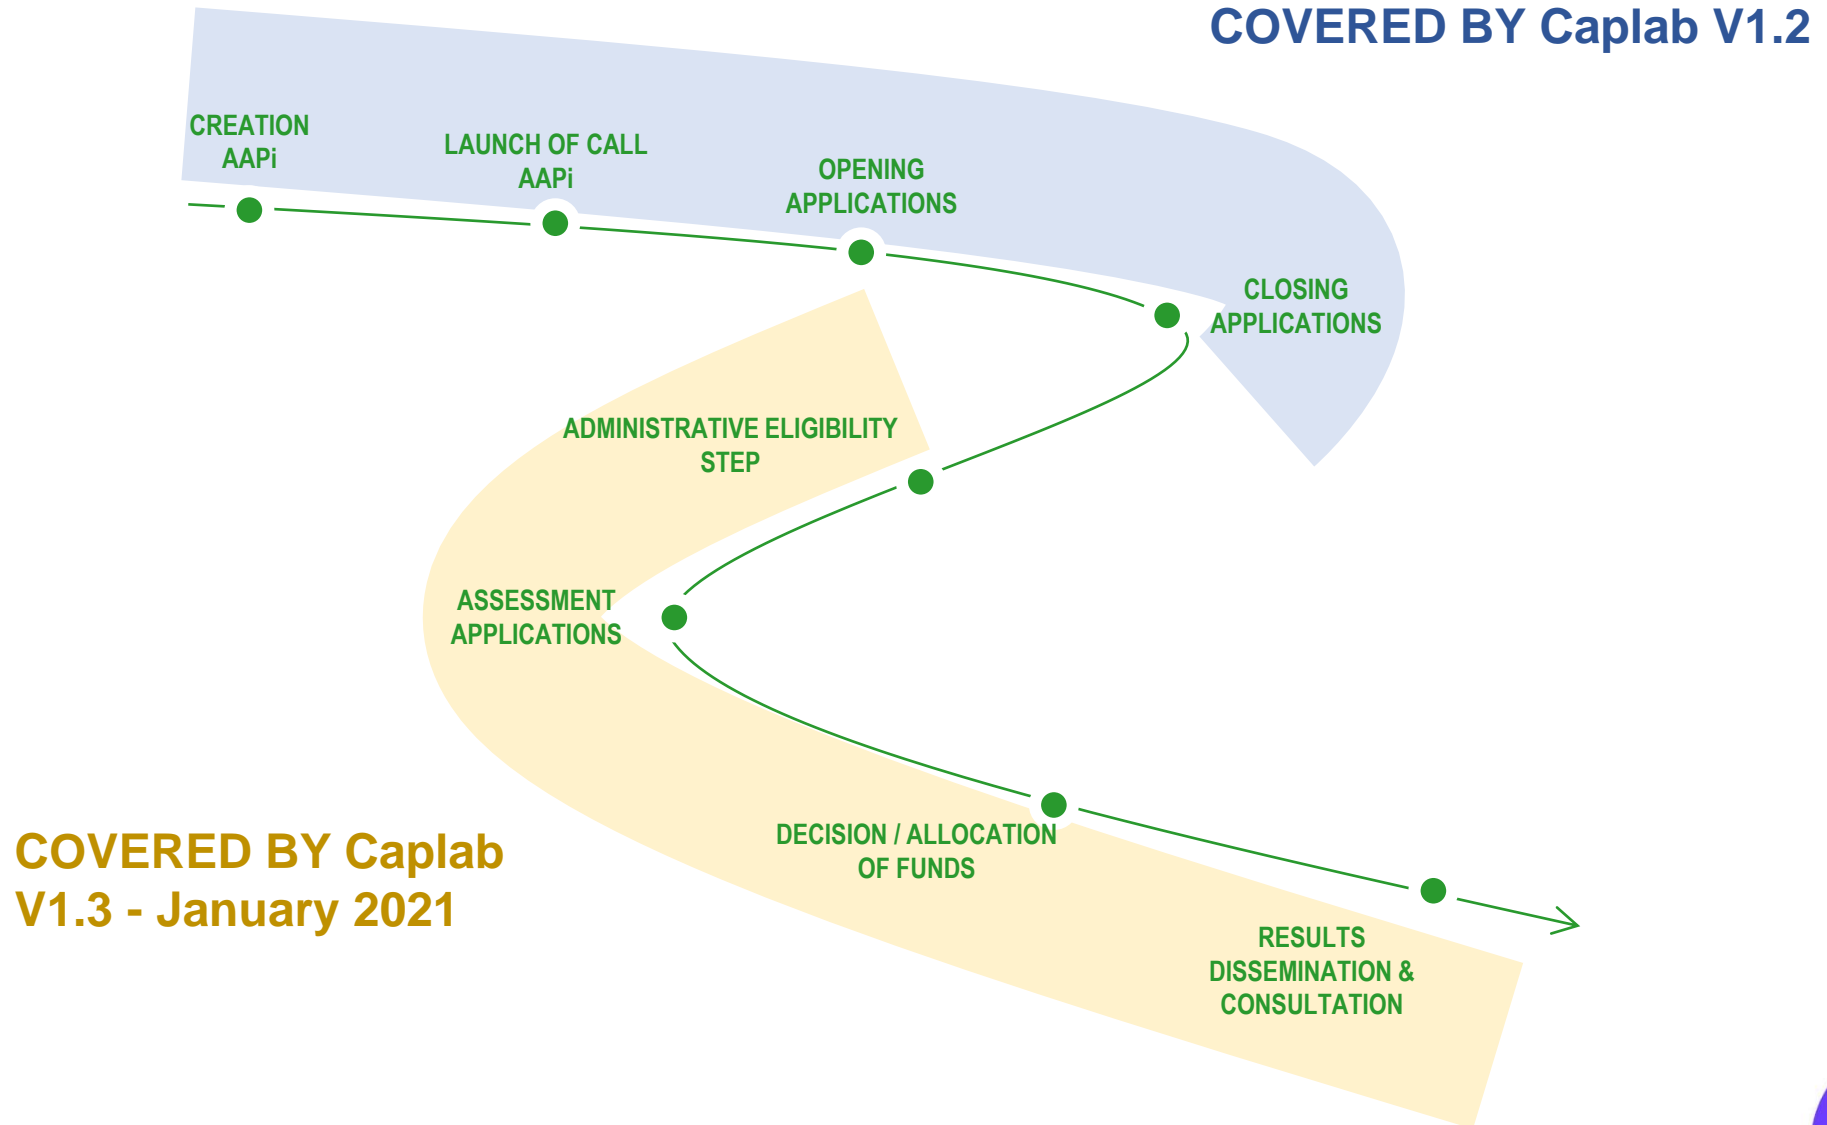 COVERED BY Caplab V1.2
CREATION
AAPi
LAUNCH OF CALL
AAPi
OPENING
APPLICATIONS
CLOSING
APPLICATIONS
ADMINISTRATIVE ELIGIBILITY
STEP
ASSESSMENT
APPLICATIONS
DECISION / ALLOCATION
OF FUNDS
COVERED BY Caplab
V1.3 - January 2021
RESULTS
DISSEMINATION &
CONSULTATION